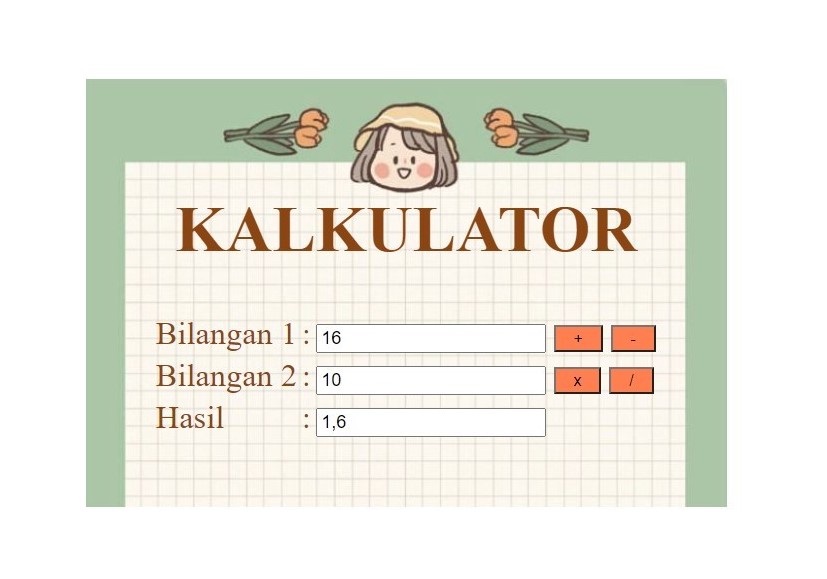 KALKULATOR
Bilangan 1 : 16 + -
Bilangan 2 : 10 x /
Hasil : 1,6